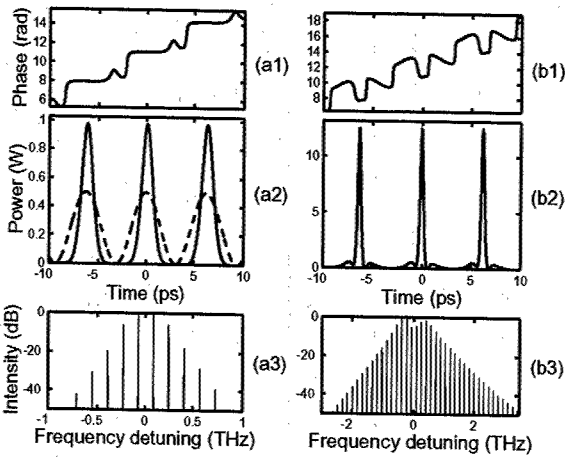 14
12
10
8
6
Phase (rad)
(a1)
18
16
14
12
10
8
(b1)
1
0.8
0.6
0.4
0.2
0
Power (W)
(a2)
-10 -5 0 5 10
Time (ps)
10
5
0
(b2)
-10 -5 0 5 10
Time (ps)
0
-20
-40
Intensity (dB)
(a3)
-1 -0.5 0 0.5 1
Frequency detuning (THz)
0
-20
-40
(b3)
-2 0 2
Frequency detuning (THz)